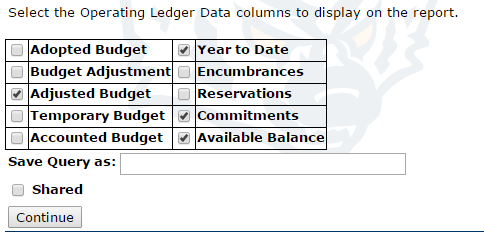 Select the Operating Ledger Data columns to display on the report.
Adopted Budget Year to Date
Budget Adjustment Encumbrances
Adjusted Budget Reservations
Temporary Budget Commitments
Accounted Budget Available Balance
Save Query as:
Shared
Continue